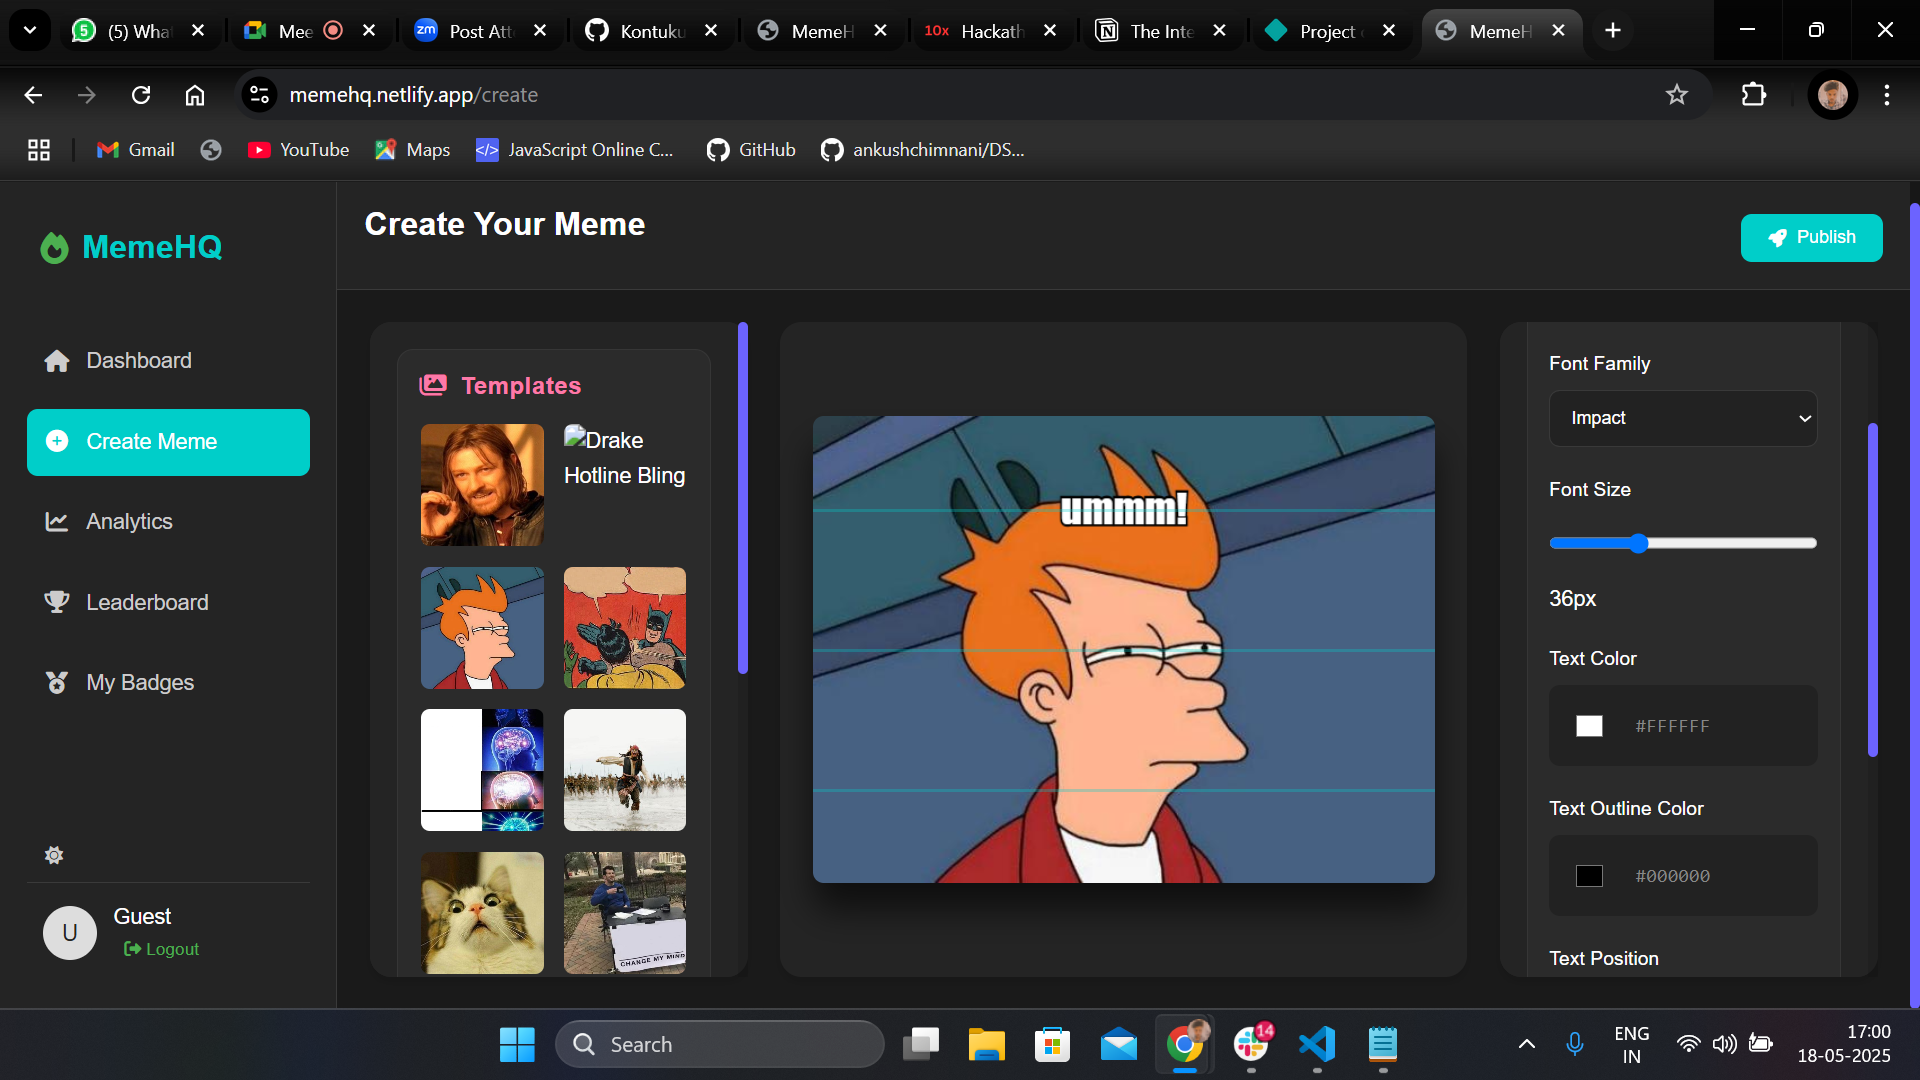 (5) Wha
Mee
Post Att
Kontuku
MemeH
10x Hackath
The Inte
Project
MemeH
memehq.netlify.app/create
Gmail
YouTube
Maps
JavaScript Online C...
GitHub
ankushchimnani/DS...
MemeHQ
Create Your Meme
Publish
Dashboard
Create Meme
Analytics
Leaderboard
My Badges
U
Guest
Logout
Templates
Drake
Hotline Bling
CHANGE MY MIND
ummm!
Font Family
Impact
Font Size
36px
Text Color
#FFFFFF
Text Outline Color
#000000
Text Position
Search
14
ENG
IN
17:00
18-05-2025